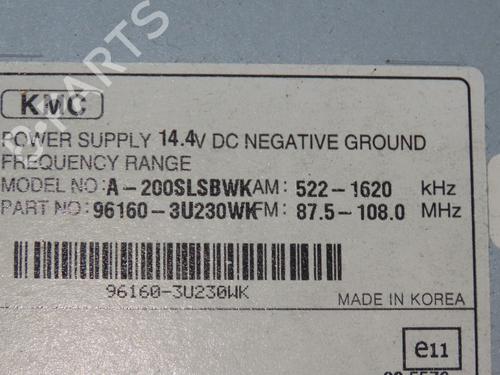 B-PARTS
KMC
POWER SUPPLY 14.4V DC NEGATIVE GROUND
FREQUENCY RANGE
MODEL NO: A-200SLSBWK AM: 522-1620 kHz
PART NO: 96160-3U230WK FM: 87.5-108.0 MHz
96160-3U230WK
MADE IN KOREA
e11